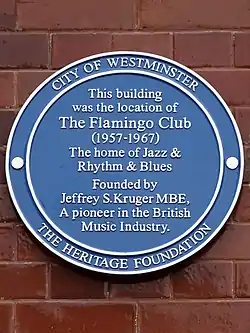 CITY OF WESTMINSTER
This building
was the location of
The Flamingo Club
(1957-1967)
The home of Jazz &
Rhythm & Blues
Founded by
Jeffrey S.Kruger MBE,
A pioneer in the British
Music Industry.
THE HERITAGE FOUNDATION